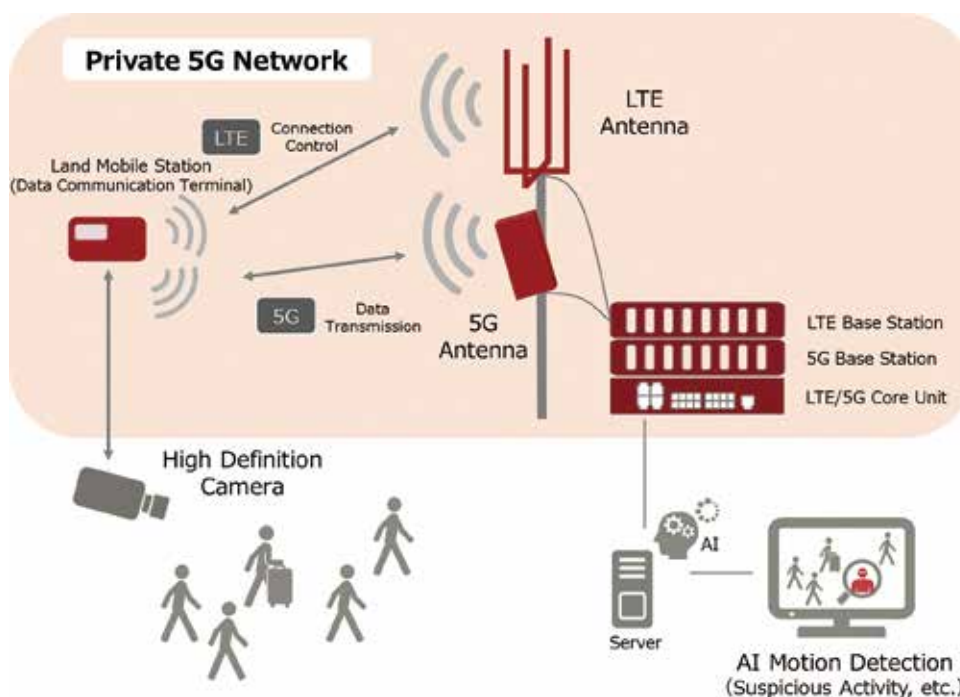 Private 5G Network
LTE
Connection
Control
LTE
Antenna
Land Mobile Station
(Data Communication Terminal)
5G
Data
Transmission
5G
Antenna
LTE Base Station
5G Base Station
LTE/5G Core Unit
High Definition
Camera
AI
Server
AI Motion Detection
(Suspicious Activity, etc.)